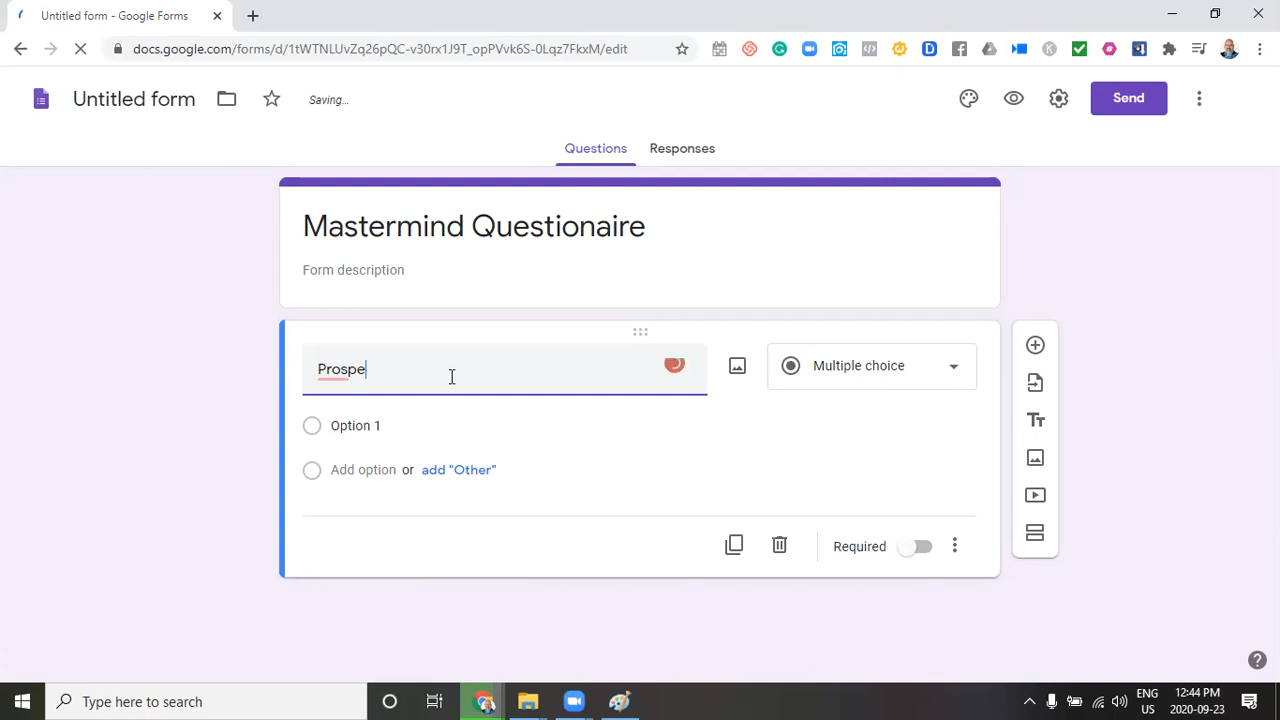 Untitled form - Google Forms
docs.google.com/forms/d/1tWTNLUvZq26pQC-v30rx1J9T_opPVvk6S-0Lqz7FkxM/edit
Untitled form
Saving...
Send
Questions
Responses
Mastermind Questionaire
Form description
Prospe
Multiple choice
Option 1
Add option or add "Other"
Required
Type here to search
ENG
US
12:44 PM
2020-09-23